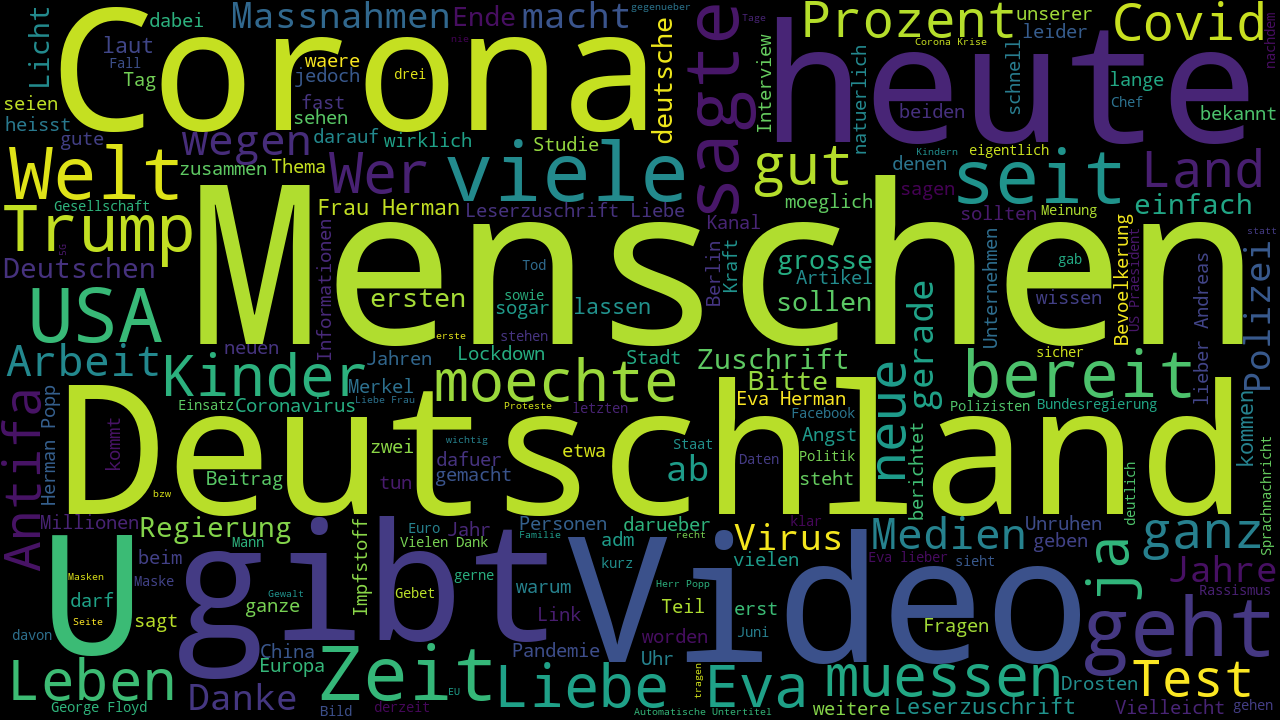 Corona
heute
Massnahmen
Ende
macht
gegenueber
Tage
Prozent
unserer
Covid
dabei
Licht
laut
Fall
Tag
waere
jedoch
drei
nie
deutsche
sagte
Interview
Corona Krise
leider
schnell
natuerlich
nachdem
lange
Chef
bekannt
beiden
seien
heisst
gute
wegen
fast
sehen
darauf
wirklich
Studie
Welt
zusammen
Thema
Wer
viele
gut
Kindern
eigentlich
denen
seit
sagen
Land
Gesellschaft
Trump
5G
Menschen
Frau Herman
Leserzuschrift Liebe
moeglich
Kanal
sollten
Meinung
einfach
statt
Deutschen
Informationen
Tod
Berlin
Kraft
grosse
Artikel
gab
Unternehmen
Bevoelkerung
Us Praesident
Polizei
USA
ersten
sowie
sogar
lassen
sollen
wissen
lieber Andreas
erste
stehen
Arbeit
neuen
Jahren
Lockdown
Stadt
Zuschrift
gerade
sicher
Kinder
Merkel
Liebe Frau
moechte
Bitte
neue
bereit
Antifa
Herman Popp
kommt
Einsatz
Coronavirus
Proteste
letzten
Eva Herman
Facebook
Polizisten
Bundesregierung
kommen
Deutschland
zwei
wichtig
etwa
Staat
Angst
Politik
Daten
steht
berichtet
Sprachnachricht
Beitrag
dafuer
gemacht
tun
ab
deutlich
bzw
Millionen
Regierung
Impfstoff
Euro
Jahr
Personen
Familie
darueber
recht
klar
Virus
Medien
Unruhen
geben
ganz
U
gibt
Video
Mann
Vielen Dank
adm
vielen
Eva lieber
sieht
ja
Jahre
Rassismus
beim
Masken
Maske
Gewalt
gerne
warum
kurz
Herr Popp
darf
ganze
Gebet
Link
Teil
erst
geht
Seite
sagt
worden
Juni
Fragen
davon
China
Europa
Pandemie
Uhr
Leben
Zeit
Liebe
tragen
Eva
muessen
Drosten
Test
George Floyd
Danke
Bild
derzeit
EU
Automatische Untertitel
weitere
Leserzuschrift
Vielleicht
gehen